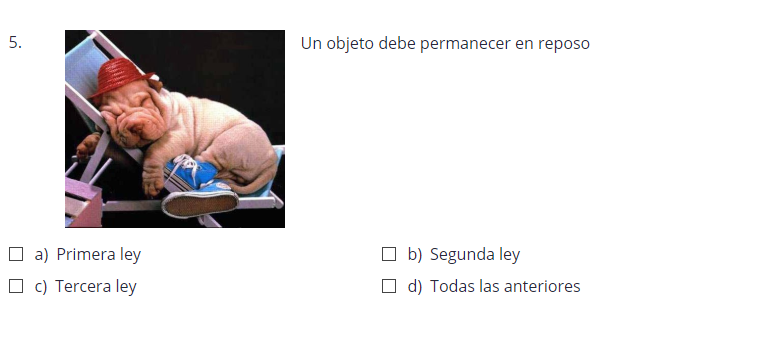 5. Un objeto debe permanecer en reposo
a) Primera ley
b) Segunda ley
c) Tercera ley
d) Todas las anteriores